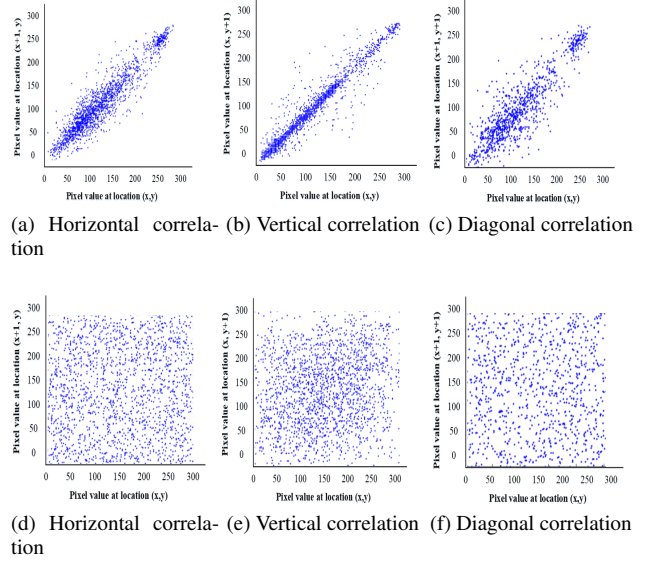 Pixel value at location (x+1, y)
300
250
200
150
100
50
0
0 50 100 150 200 250 300
Pixel value at location (x,y)
Pixel value at location (x, y+1)
300
250
200
150
100
50
0
0 50 100 150 200 250 300
Pixel value at location (x,y)
Pixel value at location (x+1, y+1)
300
250
200
150
100
50
0
0 50 100 150 200 250 300
Pixel value at location (x,y)
(a) Horizontal correla-
tion
(b) Vertical correlation
(c) Diagonal correlation
Pixel value at location (x+1, y)
300
250
200
150
100
50
0
0 50 100 150 200 250 300
Pixel value at location (x,y)
Pixel value at location (x, y+1)
300
250
200
150
100
50
0
0 50 100 150 200 250 300
Pixel value at location (x,y)
Pixel value at location (x+1, y+1)
300
250
200
150
100
50
0
0 50 100 150 200 250 300
Pixel value at location (x,y)
(d) Horizontal correla-
tion
(e) Vertical correlation
(f) Diagonal correlation